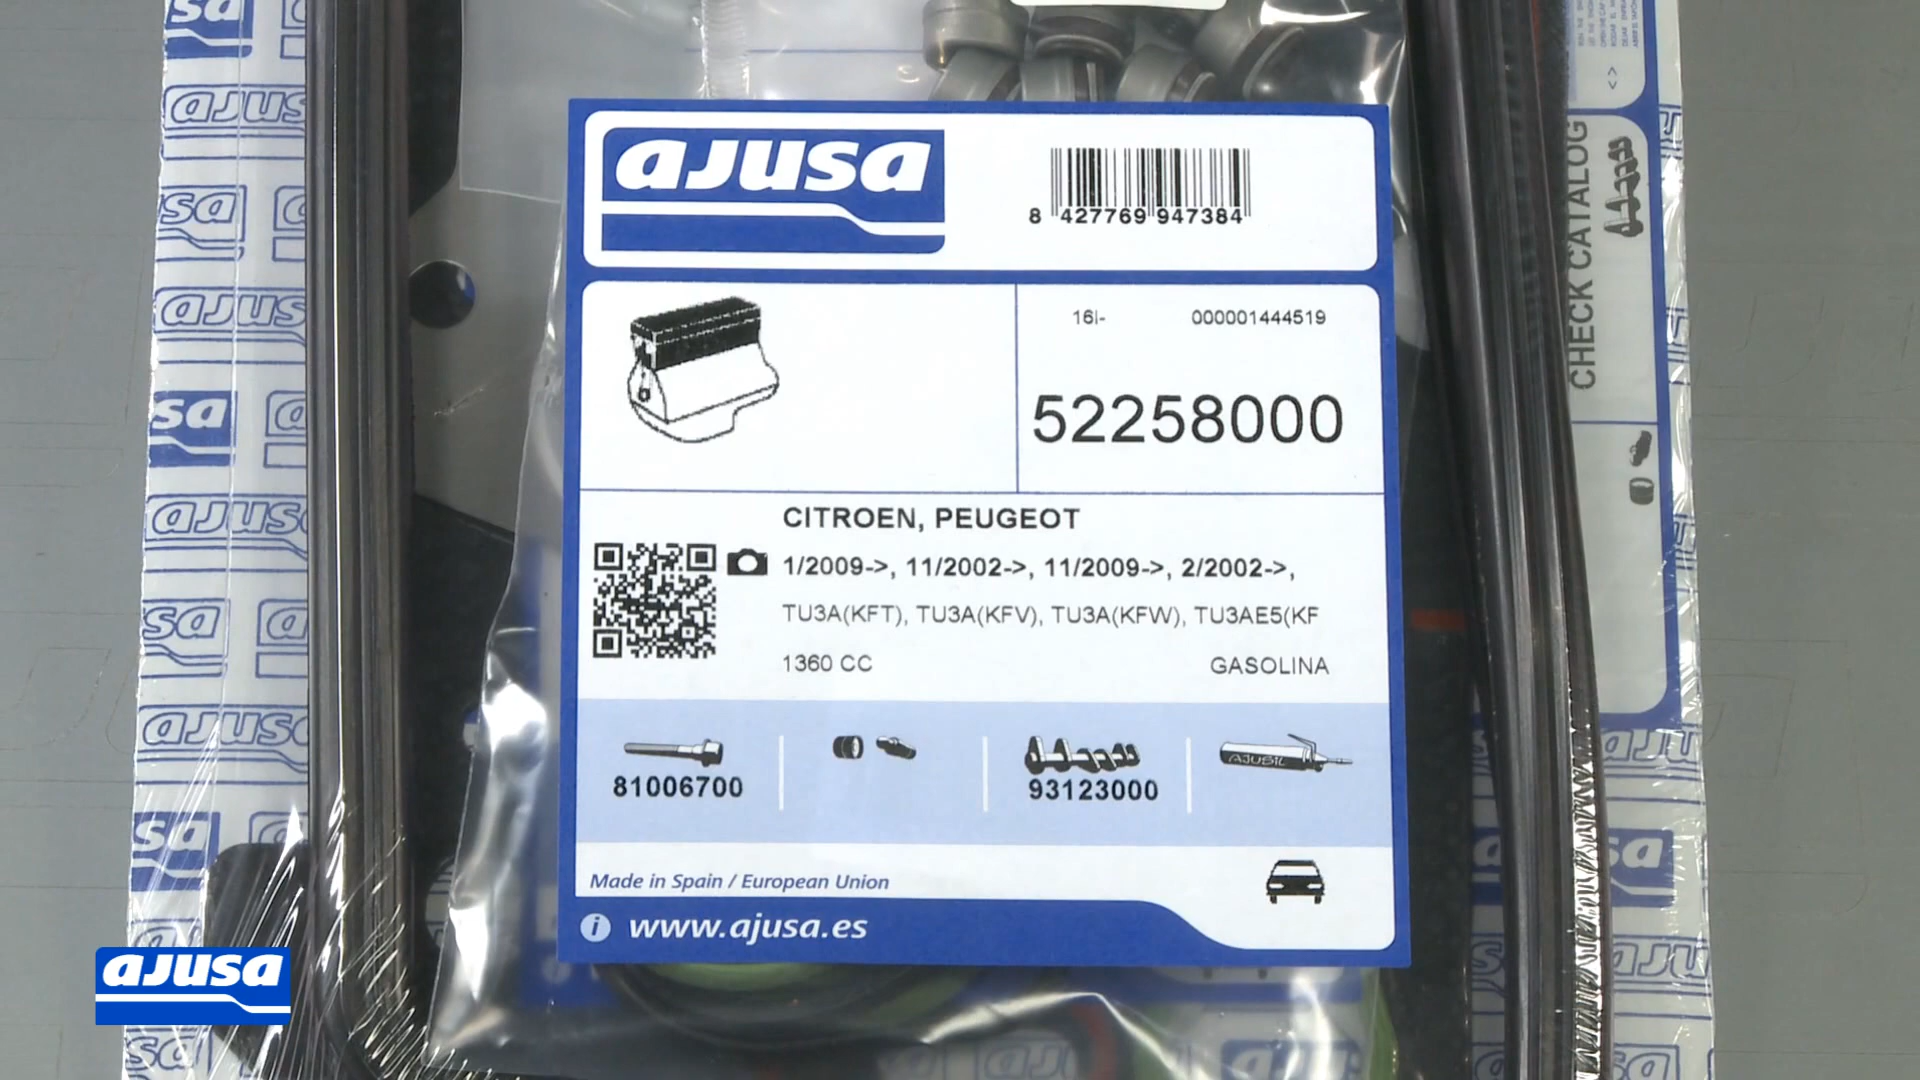 ajusa
8 427769 947384
16I- 000001444519
52258000
CITROEN, PEUGEOT
1/2009->, 11/2002->, 11/2009->, 2/2002->,
TU3A(KFT), TU3A(KFV), TU3A(KFW), TU3AE5(KF
1360 CC GASOLINA
AJUSIL
81006700 93123000
Made in Spain / European Union
i www.ajusa.es
CHECK CATALOG
ajusa